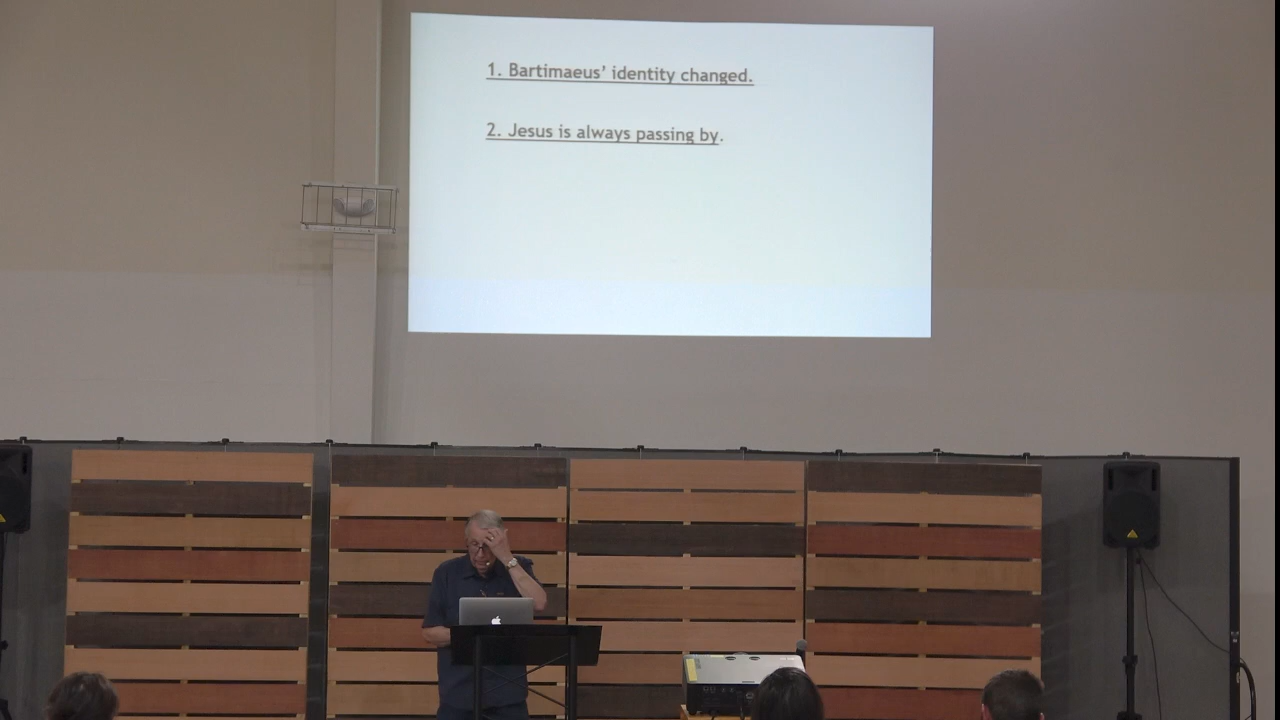 1. Bartimaeus’ identity changed.
2. Jesus is always passing by.